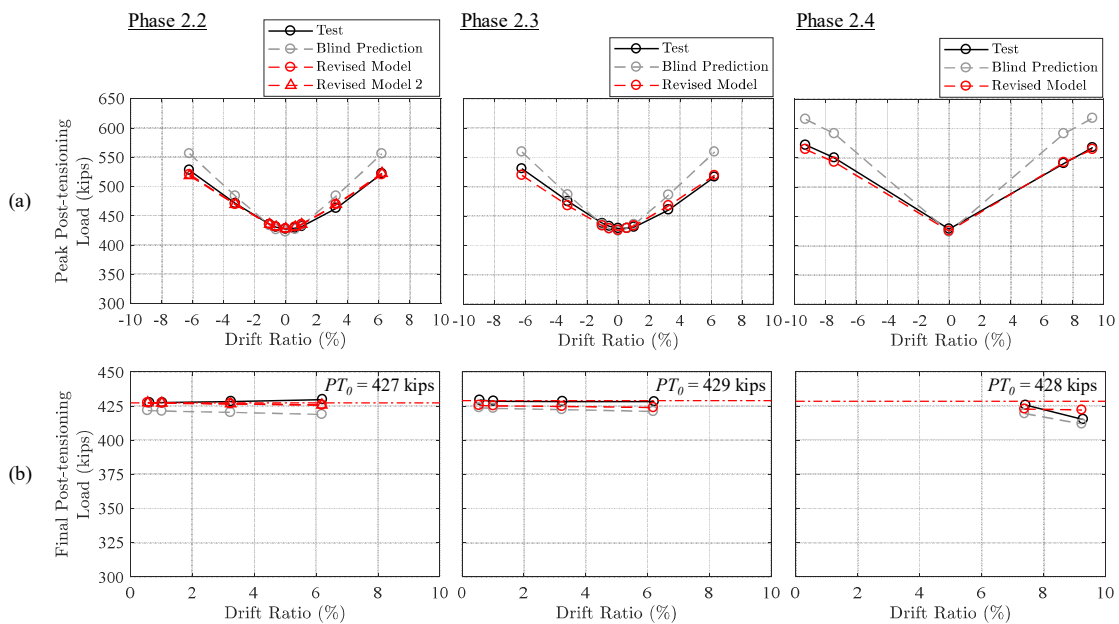 Phase 2.2
Phase 2.3
Phase 2.4
Test
Blind Prediction
Revised Model
Revised Model 2
Test
Blind Prediction
Revised Model
Test
Blind Prediction
Revised Model
(a)
Peak Post-tensioning
Load (kips)
650
600
550
500
450
400
350
300
-10 -8 -6 -4 -2 0 2 4 6 8 10
Drift Ratio (%)
-10 -8 -6 -4 -2 0 2 4 6 8 10
Drift Ratio (%)
-10 -8 -6 -4 -2 0 2 4 6 8 10
Drift Ratio (%)
(b)
Final Post-tensioning
Load (kips)
450
425
400
375
350
325
300
PT0 = 427 kips
PT0 = 429 kips
PT0 = 428 kips
0 2 4 6 8 10
Drift Ratio (%)
0 2 4 6 8 10
Drift Ratio (%)
0 2 4 6 8 10
Drift Ratio (%)